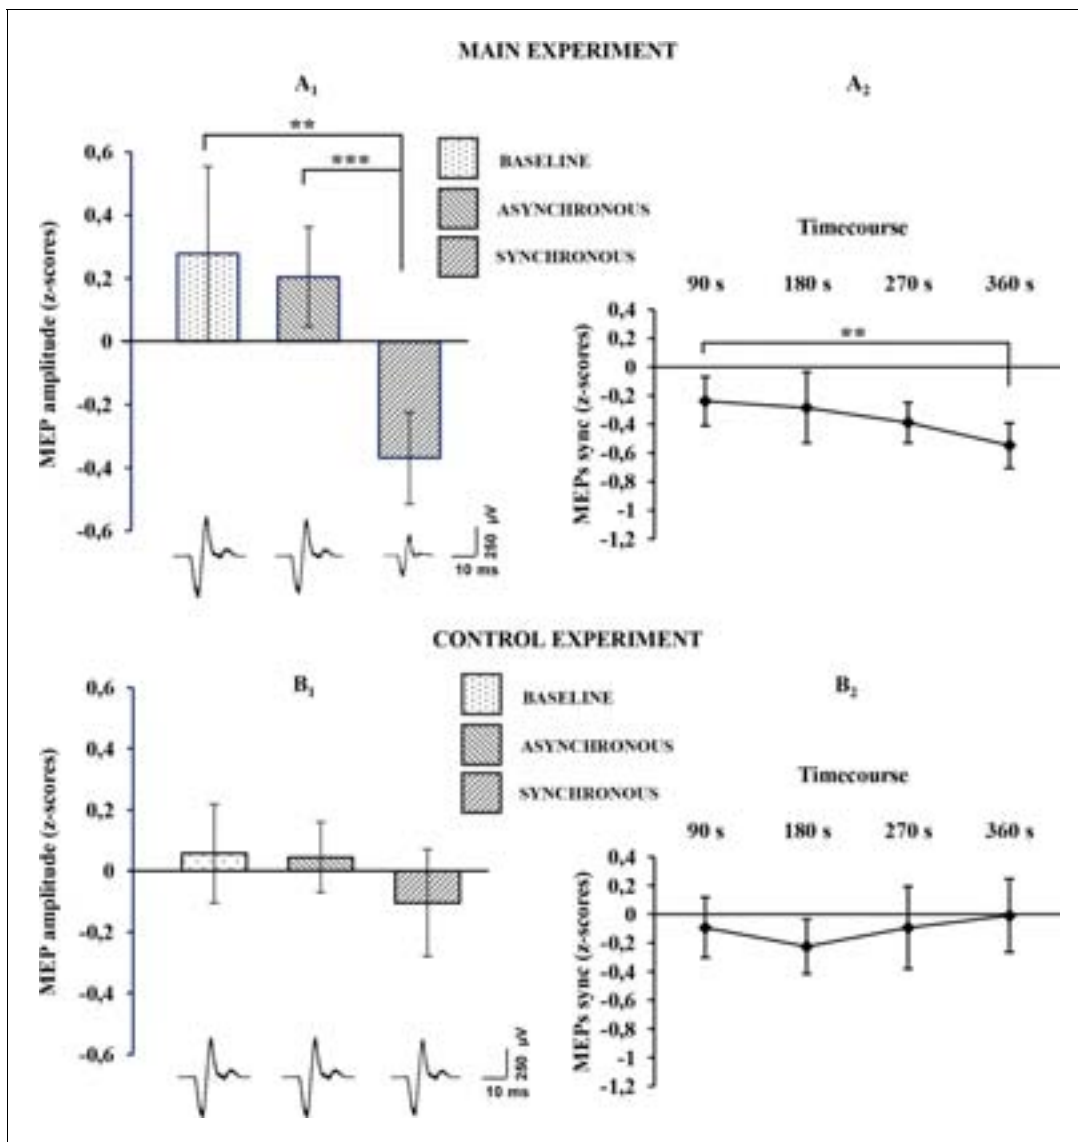 MAIN EXPERIMENT
A1
A2
**
***
BASELINE
ASYNCHRONOUS
SYNCHRONOUS
MEP amplitude (z-scores)
0,6
0,4
0,2
0
-0,2
-0,4
-0,6
10 ms
250 µV
Timecourse
90 s 180 s 270 s 360 s
**
MEPs sync (z-scores)
0,4
0,2
0
-0,2
-0,4
-0,6
-0,8
-1
-1,2
CONTROL EXPERIMENT
B1
B2
BASELINE
ASYNCHRONOUS
SYNCHRONOUS
MEP amplitude (z-scores)
0,6
0,4
0,2
0
-0,2
-0,4
-0,6
10 ms
250 µV
Timecourse
90 s 180 s 270 s 360 s
MEPs sync (z-scores)
0,4
0,2
0
-0,2
-0,4
-0,6
-0,8
-1
-1,2